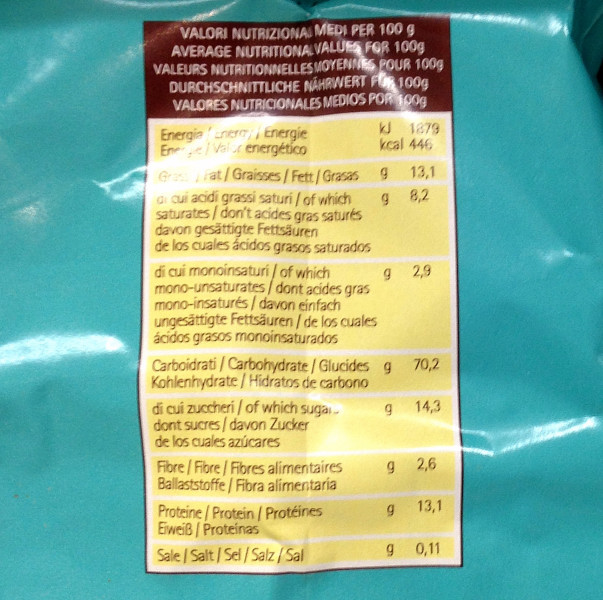 VALORI NUTRIZIONALI MEDI PER 100 g
AVERAGE NUTRITIONAL VALUES FOR 100g
VALEURS NUTRITIONNELLES MOYENNES POUR 100g
DURCHSCHNITTLICHE NÄHRWERT FÜR 100g
VALORES NUTRICIONALES MEDIOS POR 100g
Energia / Energy / Energie kJ 1879
/ Valor energético kcal 446
/ Fat / Graisses / Fett / Grasas g 13,1
di cui acidi grassi saturi / of which g 8,2
saturates / don't acides gras saturés
davon gesättigte Fettsäuren
de los cuales ácidos grasos saturados
di cui monoinsaturi / of which g 2,9
mono-unsaturates / dont acides gras
mono-insaturés / davon einfach
ungesättigte Fettsäuren / de los cuales
ácidos grasos monoinsaturados
Carboidrati / Carbohydrate / Glucides g 70,2
Kohlenhydrate / Hidratos de carbono
di cui zuccheri / of which sugars g 14,3
dont sucres / davon Zucker
de los cuales azúcares
Fibre / Fibre / Fibres alimentaires g 2,6
Ballaststoffe / Fibra alimentaria
Proteine / Protein / Protéines g 13,1
Eiweiß / Proteínas
Sale / Salt / Sel / Salz / Sal g 0,11